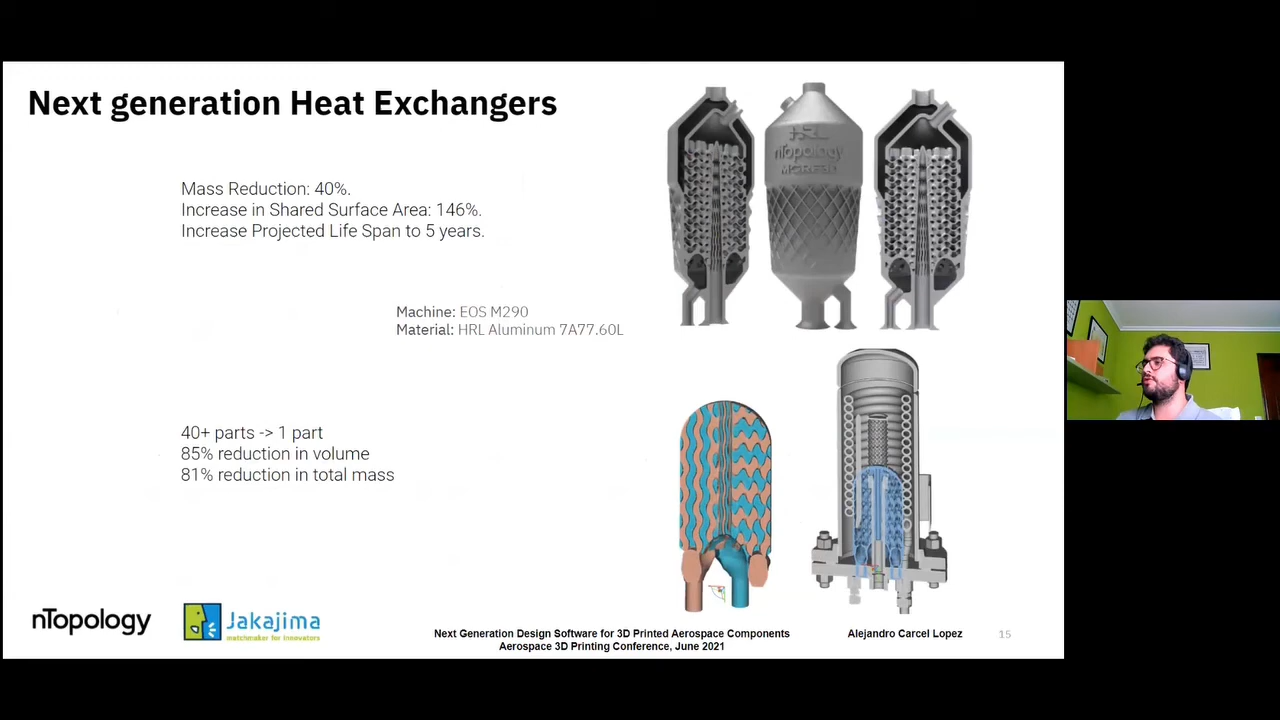 Next generation Heat Exchangers
Mass Reduction: 40%.
Increase in Shared Surface Area: 146%.
Increase Projected Life Span to 5 years.
HRL
nTopology
Machine: EOS M290
Material: HRL Aluminum 7A77.60L
40+ parts -> 1 part
85% reduction in volume
81% reduction in total mass
nTopology
Jakajima
matchmaker for innovators
Next Generation Design Software for 3D Printed Aerospace Components
Aerospace 3D Printing Conference, June 2021
Alejandro Carcel Lopez
15